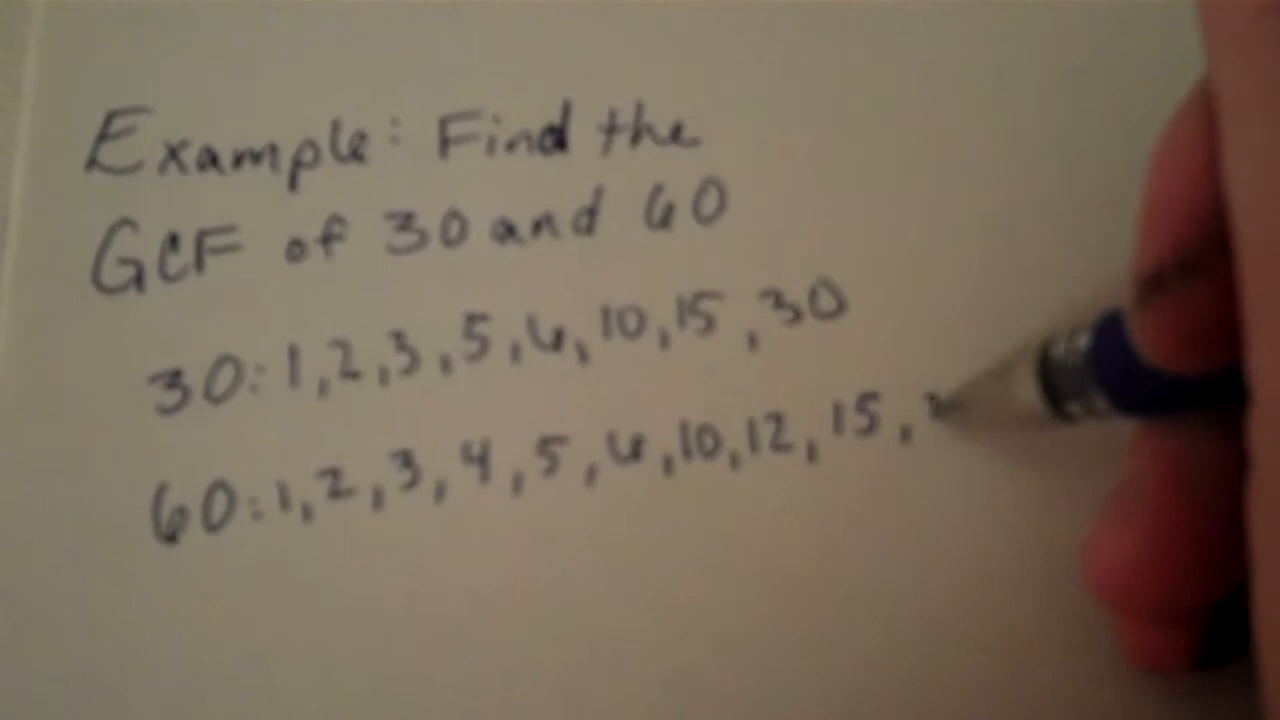 Example: Find the
GCF of 30 and 60
30: 1, 2, 3, 5, 6, 10, 15, 30
60: 1, 2, 3, 4, 5, 6, 10, 12, 15,